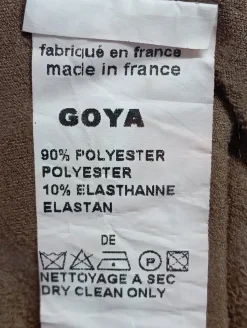 fabriqué en france
made in france
GOYA
90% POLYESTER
POLYESTER
10% ELASTHANNE
ELASTAN
DE
P
NETTOYAGE A SEC
DRY CLEAN ONLY